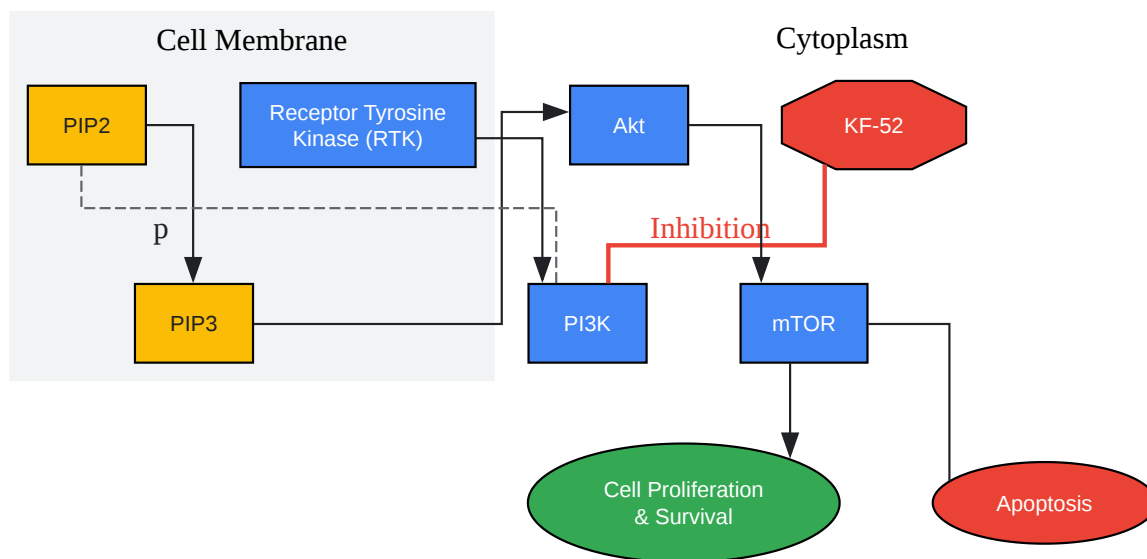 Cell Membrane
Cytoplasm
PIP2
Receptor Tyrosine
Kinase (RTK)
Akt
KF-52
p
Inhibition
PIP3
PI3K
mTOR
Cell Proliferation
& Survival
Apoptosis